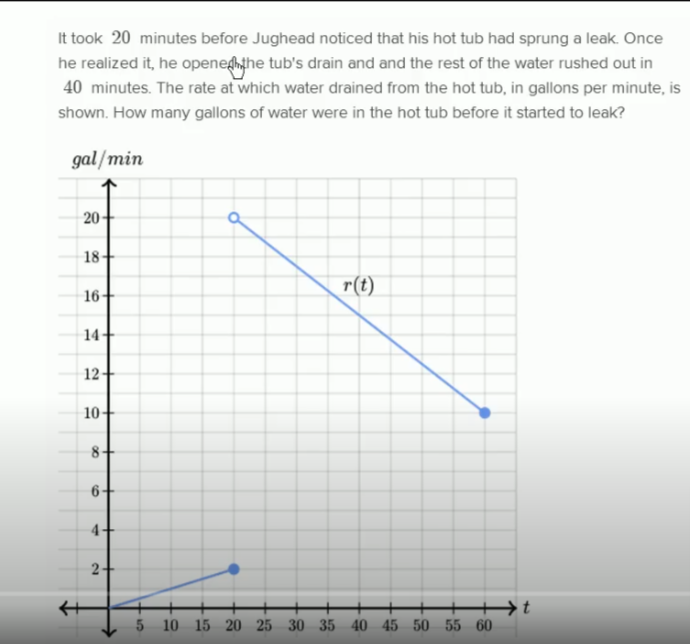 It took 20 minutes before Jughead noticed that his hot tub had sprung a leak. Once
he realized it, he opened the tub's drain and and the rest of the water rushed out in
40 minutes. The rate at which water drained from the hot tub, in gallons per minute, is
shown. How many gallons of water were in the hot tub before it started to leak?
gal/min
20
18
r(t)
16
14
12
10
8
6
4
2
t
5 10 15 20 25 30 35 40 45 50 55 60